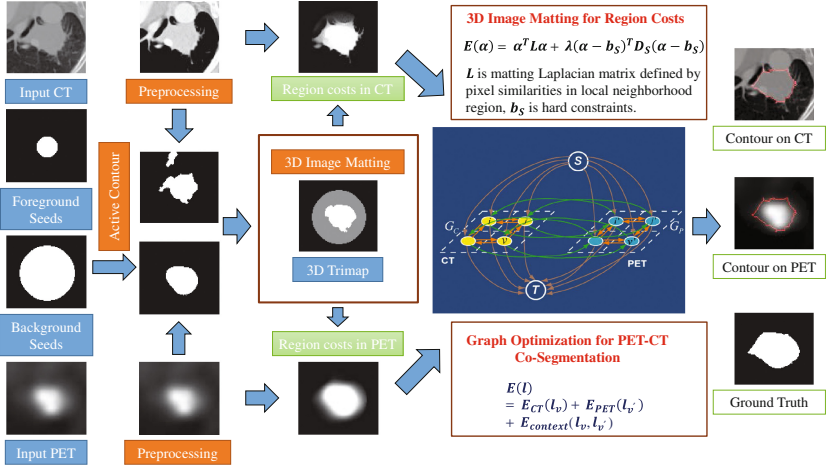 Input CT
Preprocessing
Region costs in CT
3D Image Matting for Region Costs
E(α) = αᵀLα + λ(α − b_S)ᵀD_S(α − b_S)
L is matting Laplacian matrix defined by
pixel similarities in local neighborhood
region, b_S is hard constraints.
Contour on CT
Foreground
Seeds
Active Contour
3D Image Matting
3D Trimap
S
G_C
G_P
v
CT
PET
T
Contour on PET
Background
Seeds
Region costs in PET
Graph Optimization for PET-CT
Co-Segmentation
E(l)
= E_CT(l_v) + E_PET(l_v′)
+ E_context(l_v, l_v′)
Ground Truth
Input PET
Preprocessing